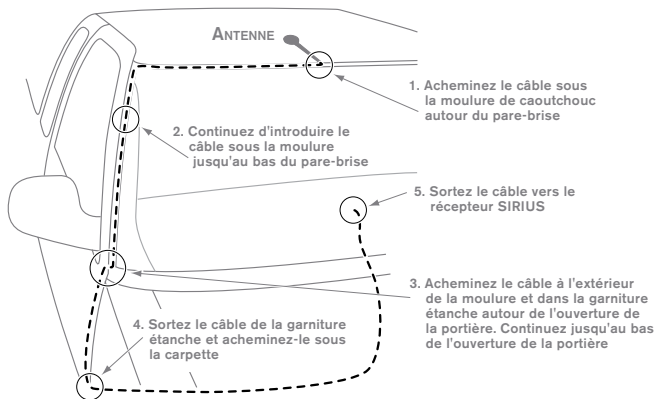 ANTENNE
1. Acheminez le câble sous
la moulure de caoutchouc
autour du pare-brise
2. Continuez d'introduire le
câble sous la moulure
jusqu'au bas du pare-brise
5. Sortez le câble vers le
récepteur SIRIUS
3. Acheminez le câble à l'extérieur
de la moulure et dans la garniture
étanche autour de l'ouverture de
la portière. Continuez jusqu'au bas
de l'ouverture de la portière
4. Sortez le câble de la garniture
étanche et acheminez-le sous
la carpette